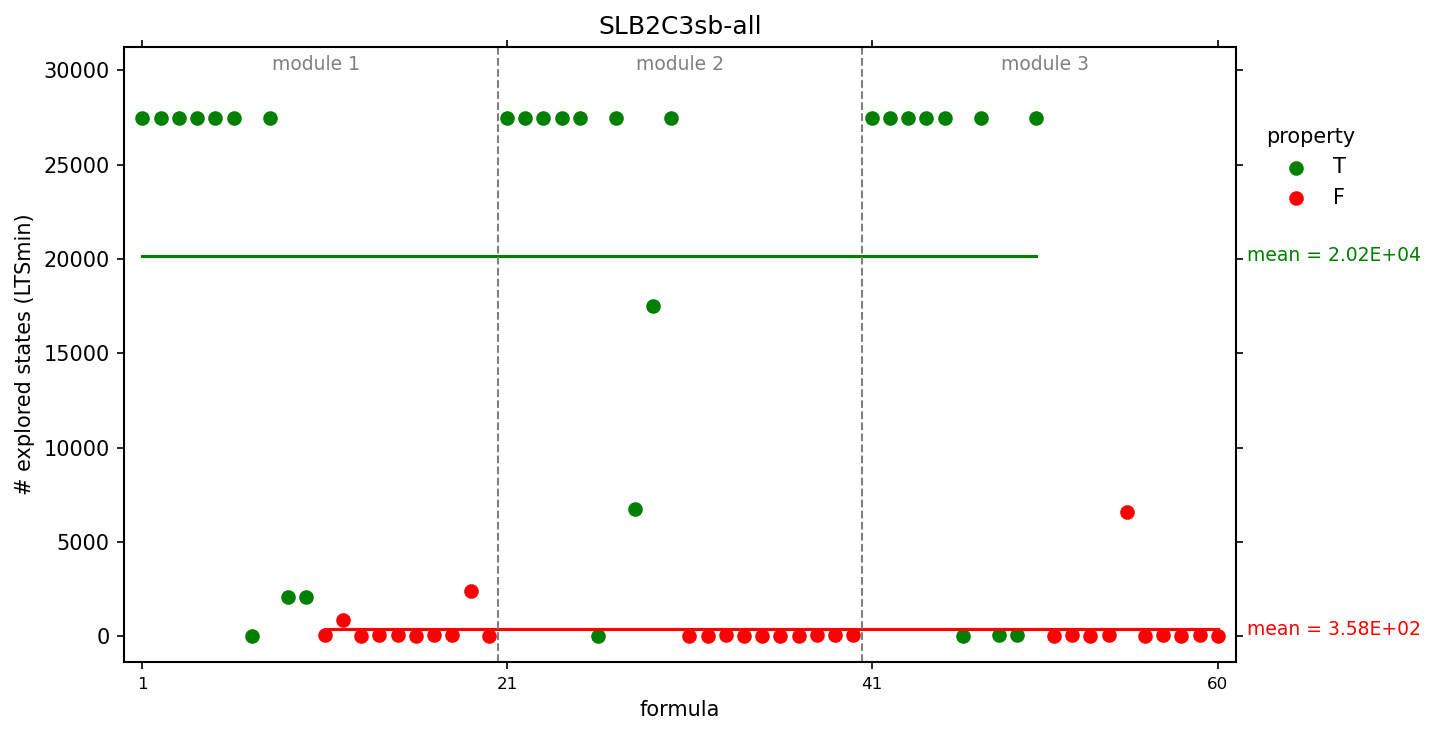 SLB2C3sb-all
module 1
module 2
module 3
30000
25000
20000
15000
10000
5000
0
# explored states (LTSmin)
1
21
41
60
formula
property
T
F
mean = 2.02E+04
mean = 3.58E+02